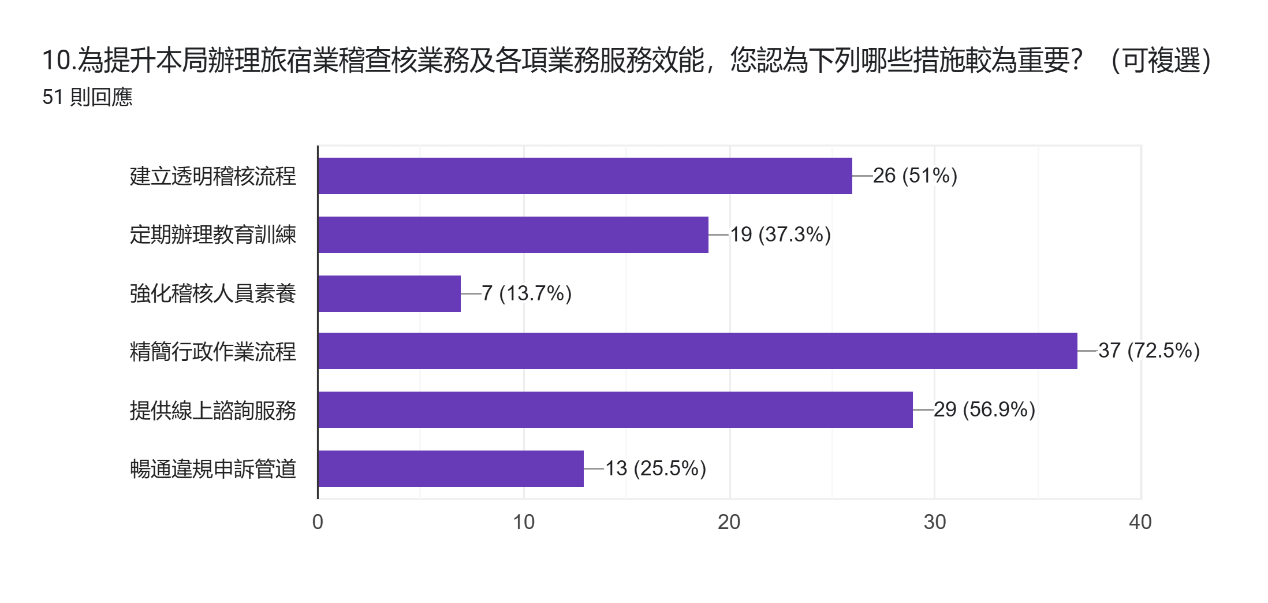 10.為提升本局辦理旅宿業稽查核業務及各項業務服務效能，您認為下列哪些措施較為重要？（可複選）
51 則回應
建立透明稽核流程
26 (51%)
定期辦理教育訓練
19 (37.3%)
強化稽核人員素養
7 (13.7%)
精簡行政作業流程
37 (72.5%)
提供線上諮詢服務
29 (56.9%)
暢通違規申訴管道
13 (25.5%)
0 10 20 30 40